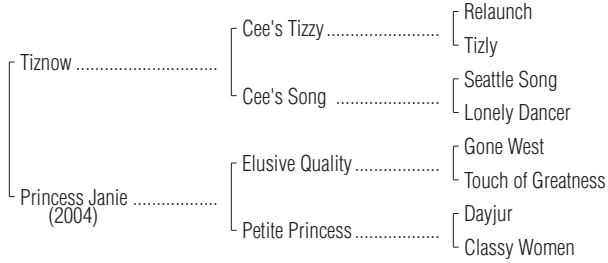 Relaunch
Cee's Tizzy ........................
Tizly
Tiznow ..............................
Seattle Song
Cee's Song ......................
Lonely Dancer
Gone West
Elusive Quality ..................
Touch of Greatness
Princess Janie ..................
(2004)
Dayjur
Petite Princess ..................
Classy Women